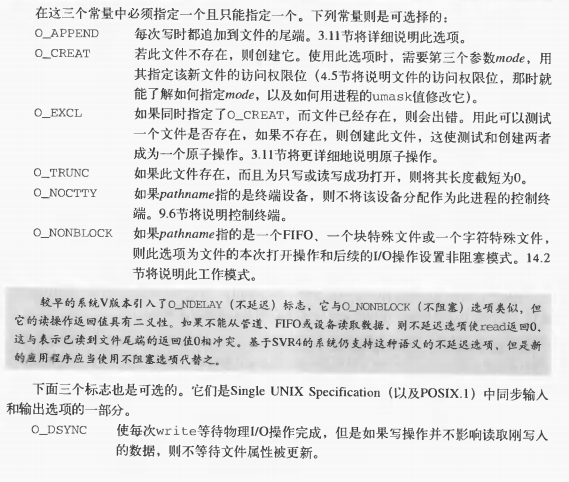 在这三个常量中必须指定一个且只能指定一个。下列常量则是可选择的：
O_APPEND 每次写时都追加到文件的尾端。3.11节将详细说明此选项。
O_CREAT 若此文件不存在，则创建它。使用此选项时，需要第三个参数mode，用
其指定该新文件的访问权限位（4.5节将说明文件的访问权限位，那时就
能了解如何指定mode，以及如何用进程的umask值修改它）。
O_EXCL 如果同时指定了O_CREAT，而文件已经存在，则会出错。用此可以测试
一个文件是否存在，如果不存在，则创建此文件，这使测试和创建两者
成为一个原子操作。3.11节将更详细地说明原子操作。
O_TRUNC 如果此文件存在，而且为只写或读写成功打开，则将其长度截短为0。
O_NOCTTY 如果pathname指的是终端设备，则不将该设备分配作为此进程的控制终
端。9.6节将说明控制终端。
O_NONBLOCK 如果pathname指的是一个FIFO、一个块特殊文件或一个字符特殊文件，
则此选项为文件的本次打开操作和后续的I/O操作设置非阻塞模式。14.2
节将说明此工作模式。
较早的系统V版本引入了O_NDELAY（不延迟）标志，它与O_NONBLOCK（不阻塞）选项类似，但
它的读操作返回值具有二义性。如果不能从管道、FIFO或设备读取数据，则不延迟选项使read返回0，
这与表示已读到文件尾端的返回值0相冲突。基于SVR4的系统仍支持这种语义的不延迟选项，但是新
的应用程序应当使用不阻塞选项代替之。
下面三个标志也是可选的。它们是Single UNIX Specification（以及POSIX.1）中同步输入
和输出选项的一部分。
O_DSYNC 使每次write等待物理I/O操作完成，但是如果写操作并不影响读取刚写入
的数据，则不等待文件属性被更新。